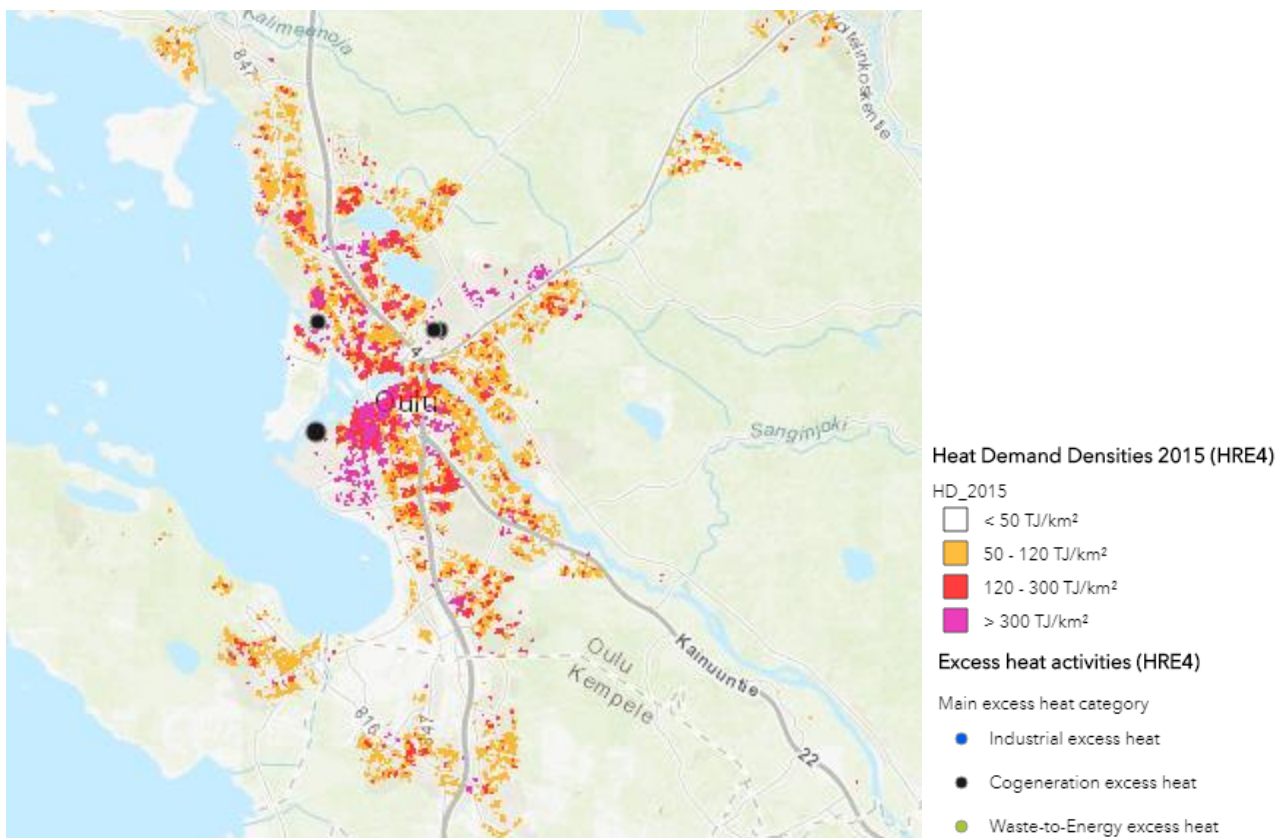 Kalimeenoja
847
Koitelinkoskentie
4
Oulu
Sanginjoki
Heat Demand Densities 2015 (HRE4)
HD_2015
< 50 TJ/km²
50 - 120 TJ/km²
120 - 300 TJ/km²
> 300 TJ/km²
Oulu
Kempele
Kainuuntie
Excess heat activities (HRE4)
Main excess heat category
816
847
22
Industrial excess heat
Cogeneration excess heat
Waste-to-Energy excess heat